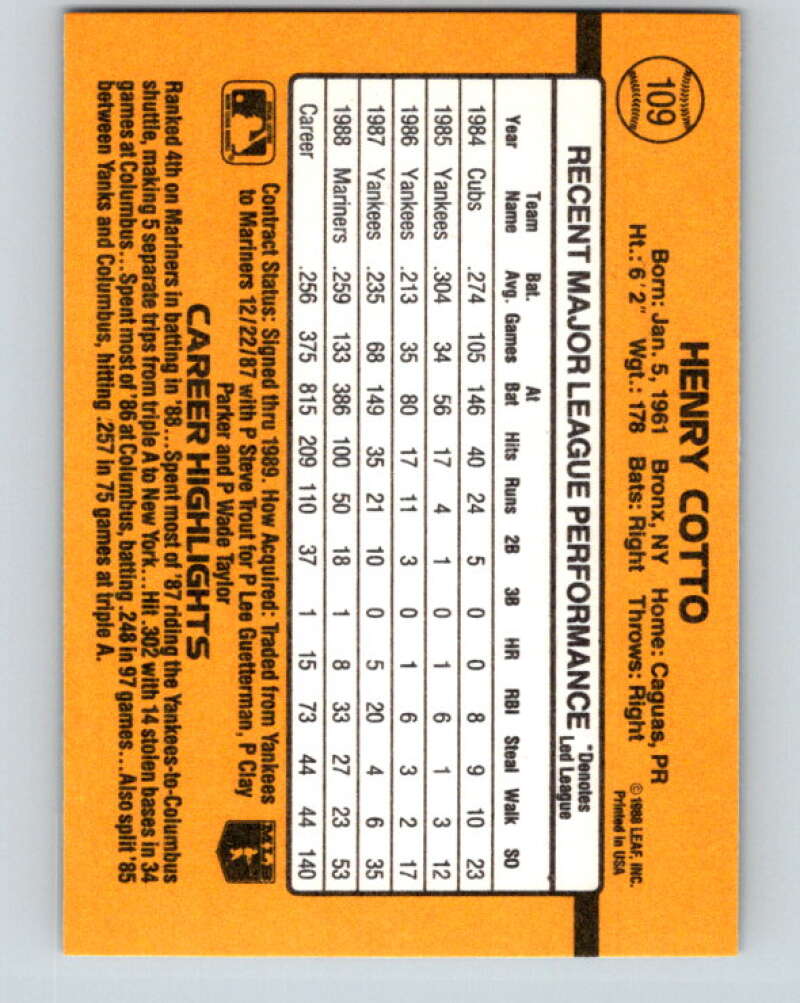 109
HENRY COTTO
Born: Jan. 5, 1961 Bronx, NY Home: Caguas, PR
Ht.: 6'2" Wgt.: 178 Bats: Right Throws: Right
© 1988 LEAF, INC.
Printed in USA
RECENT MAJOR LEAGUE PERFORMANCE *Denotes Led League
Year Team Name Bat. Avg. Games At Bat Hits Runs 2B 3B HR RBI Steal Walk SO
1984 Cubs .274 105 146 40 24 5 0 0 8 9 10 23
1985 Yankees .304 34 56 17 4 1 0 1 6 1 3 12
1986 Yankees .213 35 80 17 11 3 0 1 6 3 2 17
1987 Yankees .235 68 149 35 21 10 0 5 20 4 6 35
1988 Mariners .259 133 386 100 50 18 1 8 33 27 23 53
Career .256 375 815 209 110 37 1 15 73 44 44 140
Contract Status: Signed thru 1989. How Acquired: Traded from Yankees
to Mariners 12/22/87 with P Steve Trout for P Lee Guetterman, P Clay
Parker and P Wade Taylor
MLB
CAREER HIGHLIGHTS
Ranked 4th on Mariners in batting in '88...Spent most of '87 riding the Yankees-to-Columbus
shuttle, making 5 separate trips from triple A to New York...Hit .302 with 14 stolen bases in 34
games at Columbus...Spent most of '86 at Columbus, batting .248 in 97 games...Also split '85
between Yanks and Columbus, hitting .257 in 75 games at triple A.